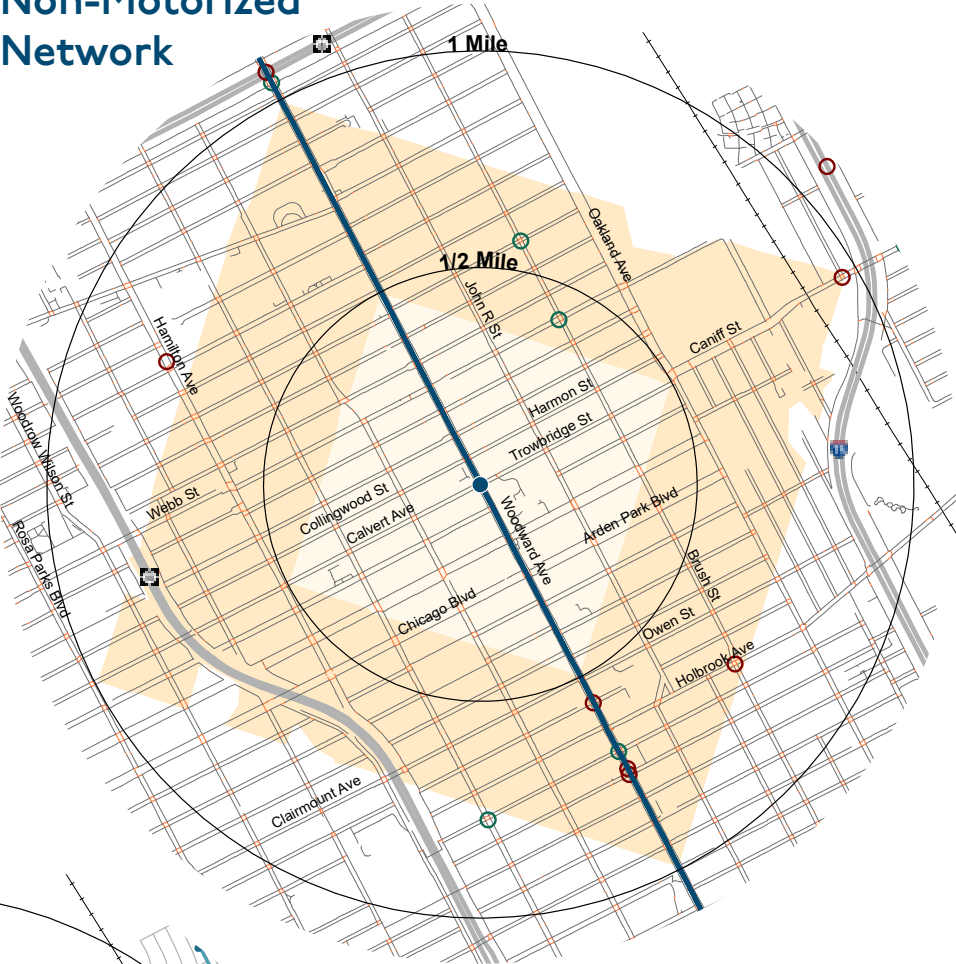 Non-Motorized
Network
1 Mile
Oakland Ave
1/2 Mile
John R St
Hamilton Ave
Caniff St
Harmon St
Trowbridge St
Woodrow Wilson St
Webb St
Collingwood St
Calvert Ave
Woodward Ave
Arden Park Blvd
Rosa Parks Blvd
Brush St
Chicago Blvd
Owen St
Holbrook Ave
Clairmount Ave